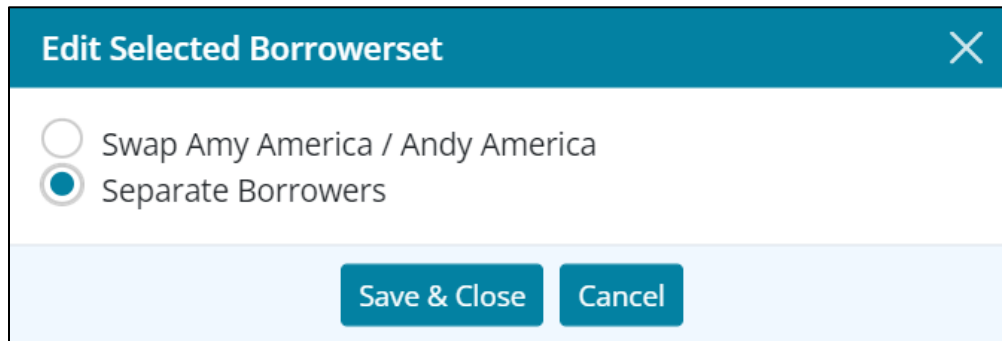 Edit Selected Borrowerset
Swap Amy America / Andy America
Separate Borrowers
Save & Close
Cancel